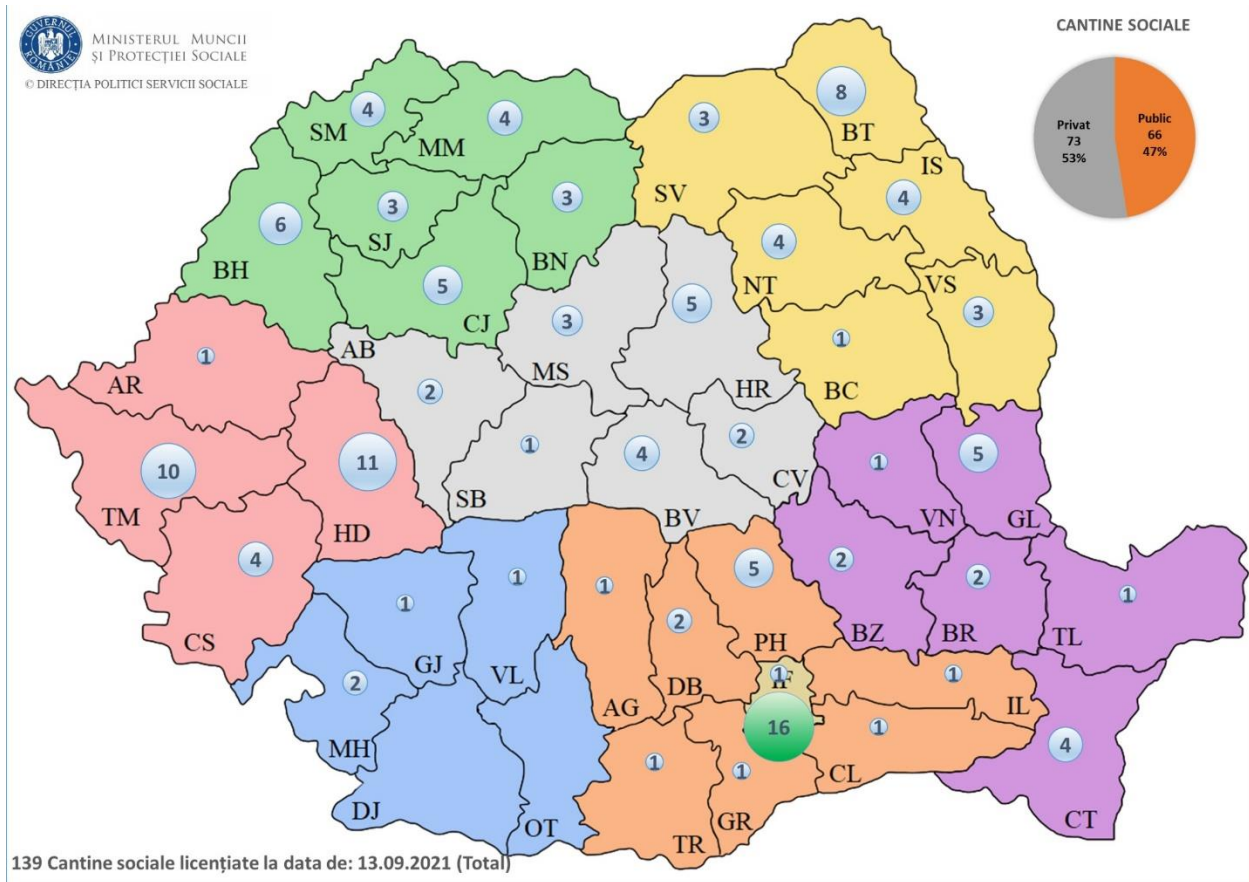 GUVERNUL
ROMÂNIEI
MINISTERUL MUNCII
ȘI PROTECȚIEI SOCIALE
© DIRECȚIA POLITICI SERVICII SOCIALE
CANTINE SOCIALE
Privat
73
53%
Public
66
47%
4
SM
4
MM
3
SV
8
BT
IS
4
6
BH
3
SJ
3
BN
4
NT
VS
3
5
CJ
3
MS
5
HR
1
BC
1
AR
AB
2
1
SB
4
BV
2
CV
10
TM
11
HD
1
VN
5
GL
4
CS
1
GJ
1
VL
1
AG
2
DB
5
PH
2
BZ
2
BR
1
TL
2
MH
DJ
OT
1
IF
16
1
IL
1
CL
4
CT
1
TR
1
GR
139 Cantine sociale licențiate la data de: 13.09.2021 (Total)